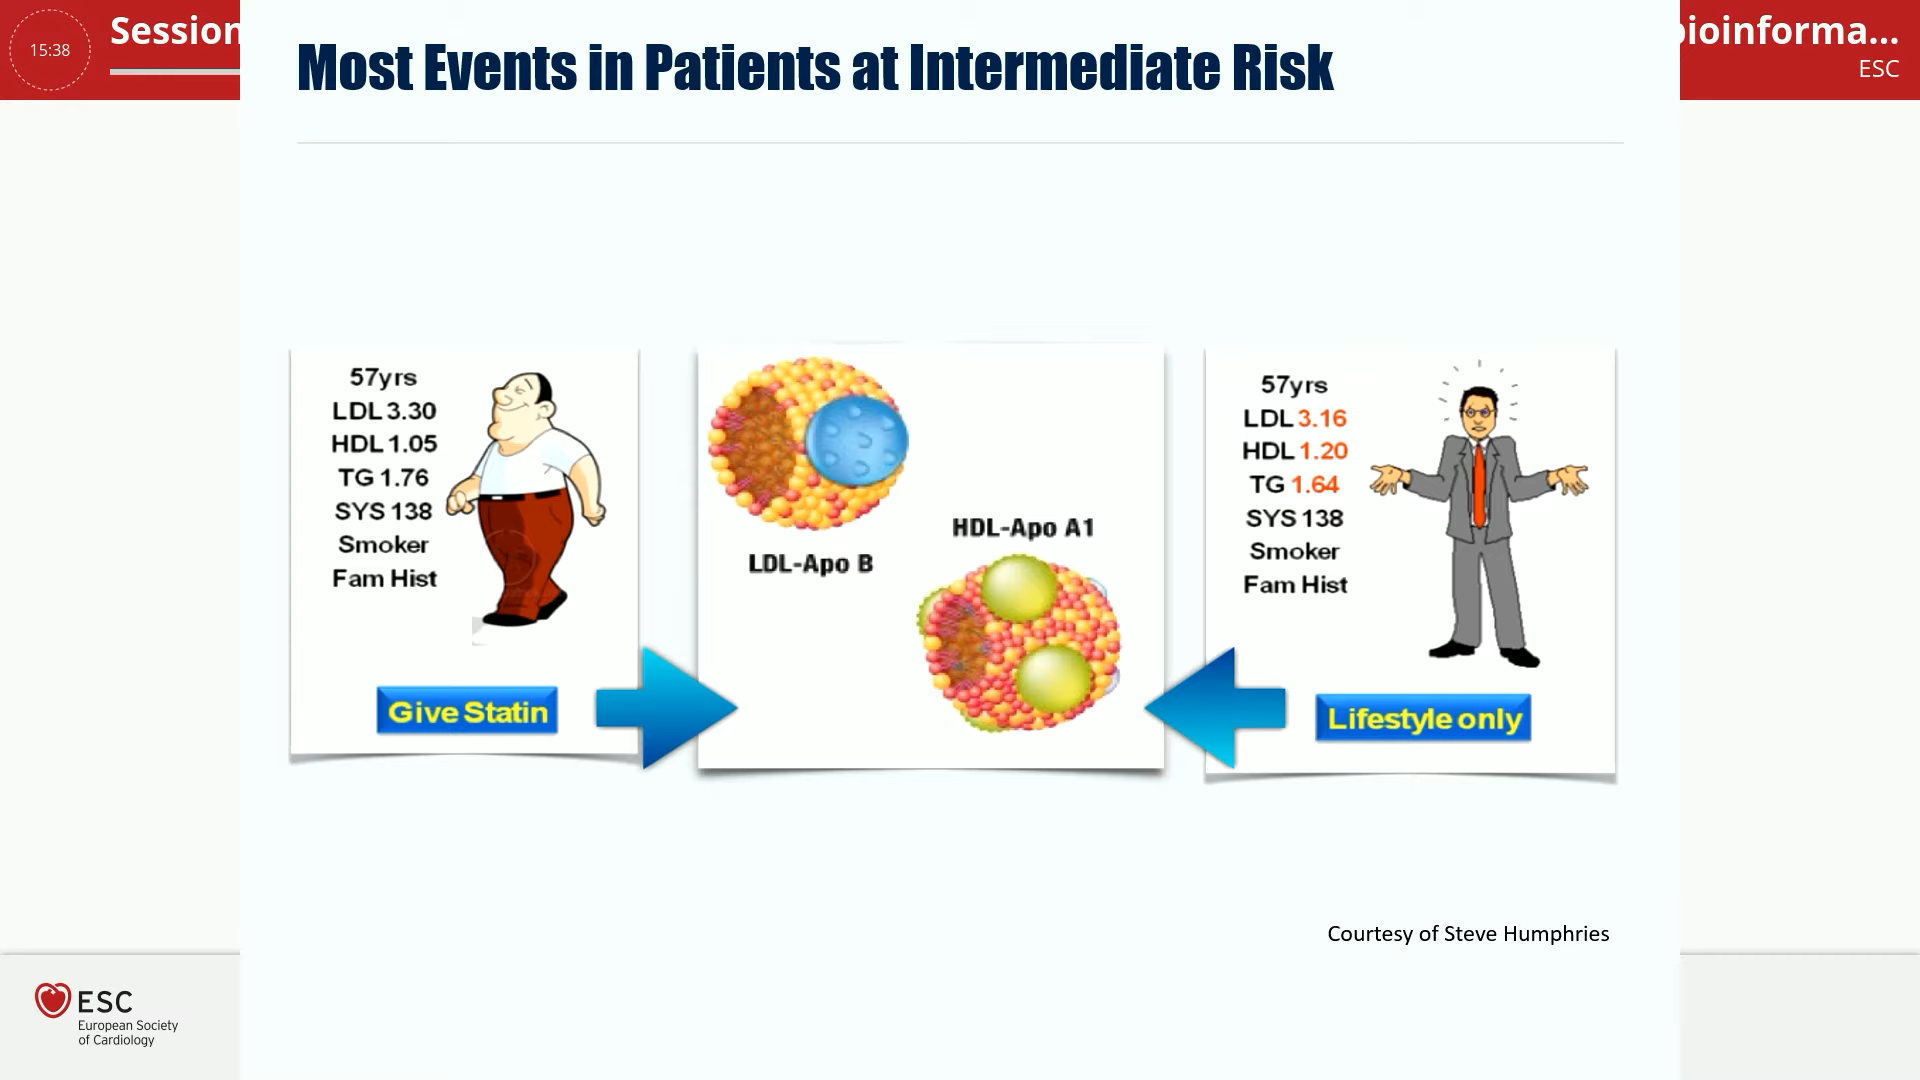 15:38
Session
bioinforma...
ESC
Most Events in Patients at Intermediate Risk
57yrs
LDL 3.30
HDL 1.05
TG 1.76
SYS 138
Smoker
Fam Hist
Give Statin
LDL-Apo B
HDL-Apo A1
57yrs
LDL 3.16
HDL 1.20
TG 1.64
SYS 138
Smoker
Fam Hist
Lifestyle only
Courtesy of Steve Humphries
ESC
European Society
of Cardiology